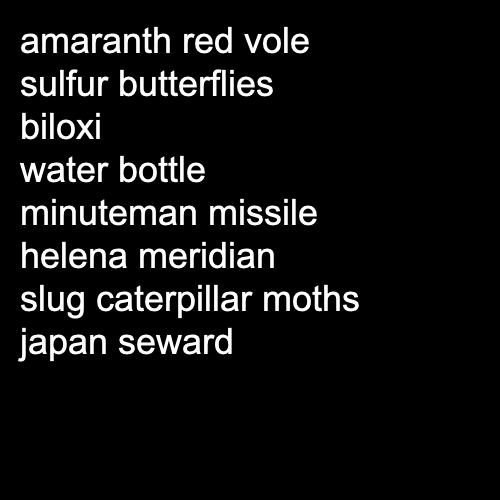 amaranth red vole
sulfur butterflies
biloxi
water bottle
minuteman missile
helena meridian
slug caterpillar moths
japan seward